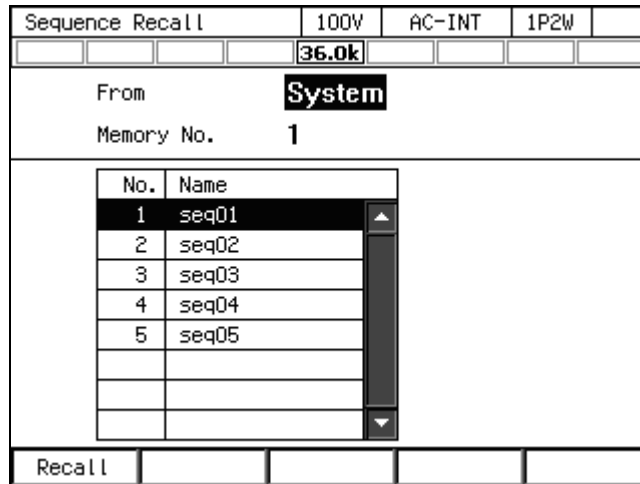 Sequence Recall 100V AC-INT 1P2W
36.0k
From System
Memory No. 1
No. Name
1 seq01
2 seq02
3 seq03
4 seq04
5 seq05
Recall